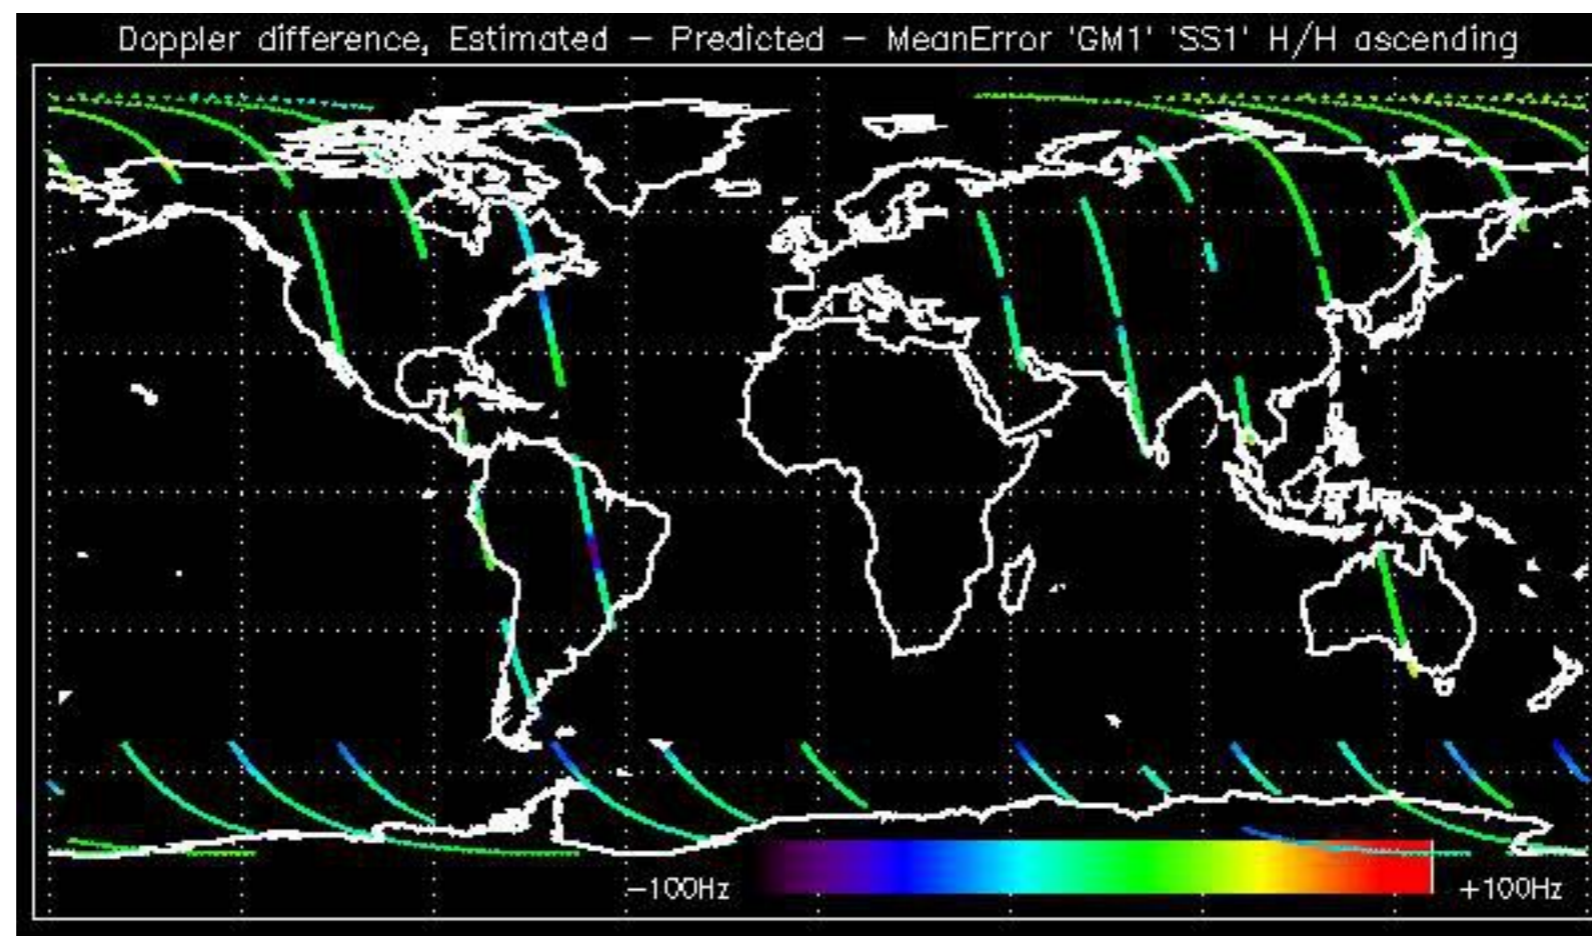 Doppler difference, Estimated – Predicted – MeanError 'GM1' 'SS1' H/H ascending
–100Hz
+100Hz